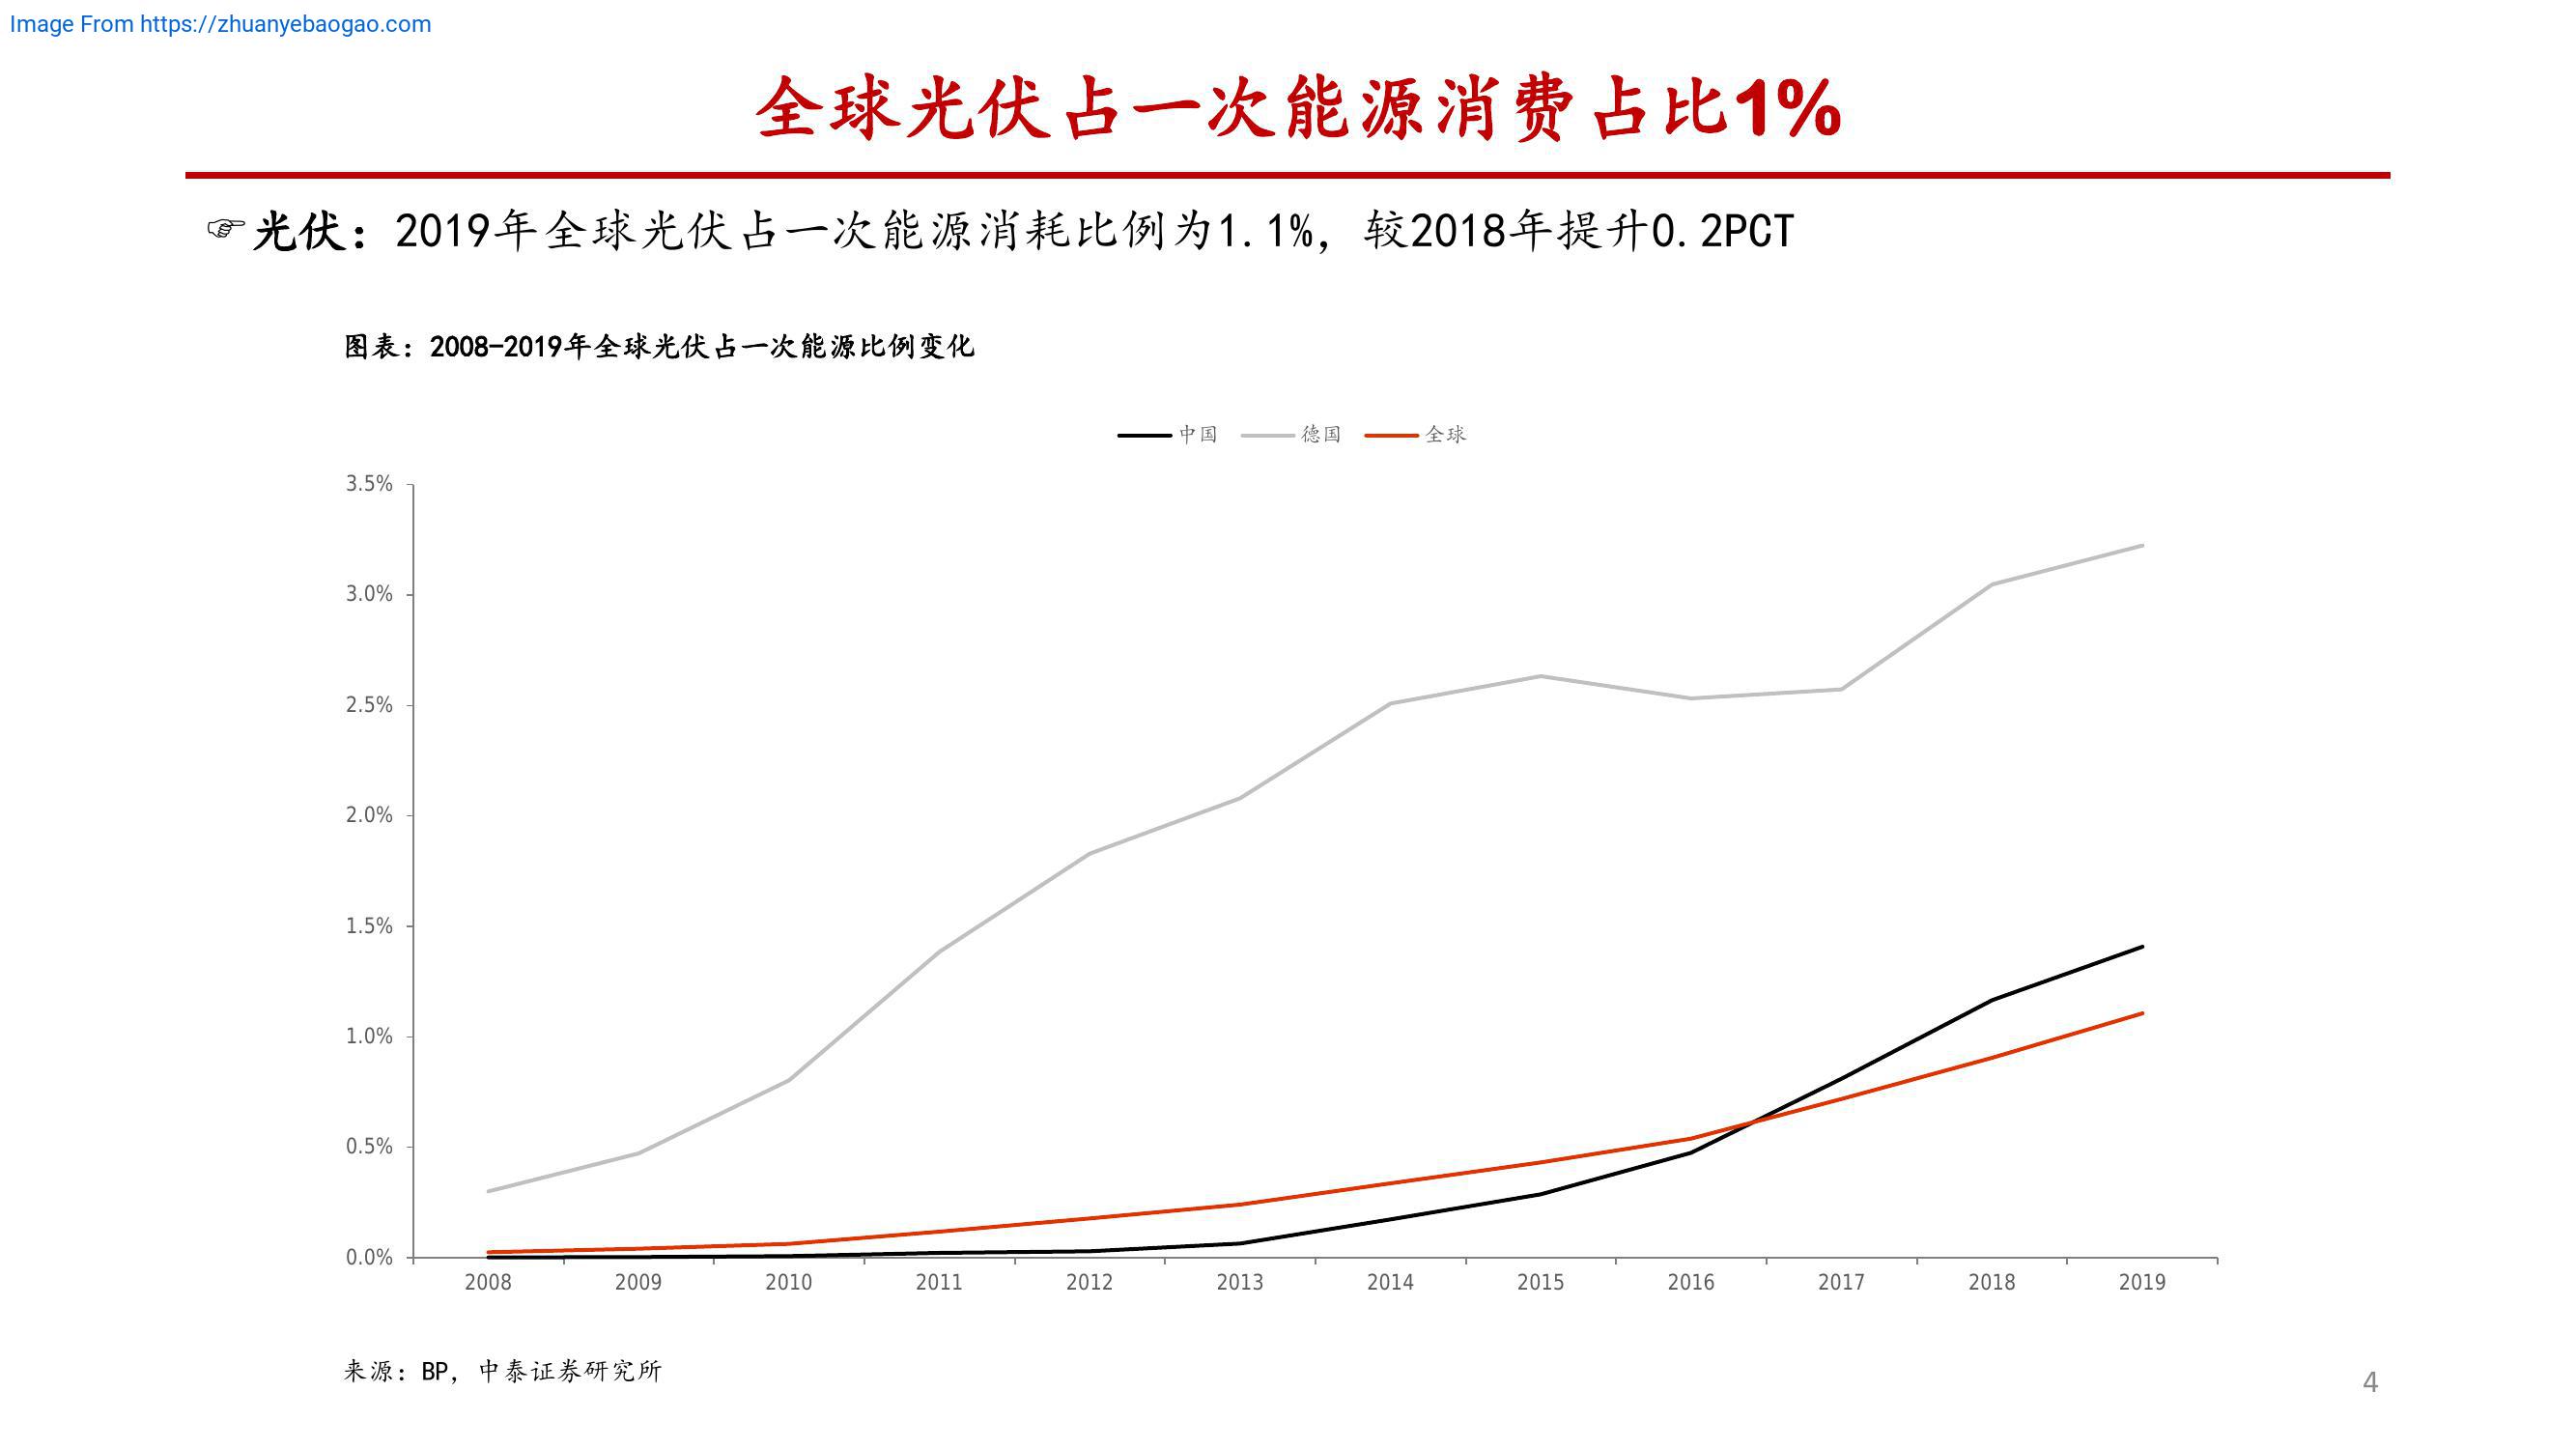 Image From https://zhuanyebaogao.com
全球光伏占一次能源消费占比1%
☞光伏：2019年全球光伏占一次能源消耗比例为1.1%，较2018年提升0.2PCT
图表：2008-2019年全球光伏占一次能源比例变化
中国 德国 全球
3.5%
3.0%
2.5%
2.0%
1.5%
1.0%
0.5%
0.0%
2008 2009 2010 2011 2012 2013 2014 2015 2016 2017 2018 2019
来源：BP，中泰证券研究所
4